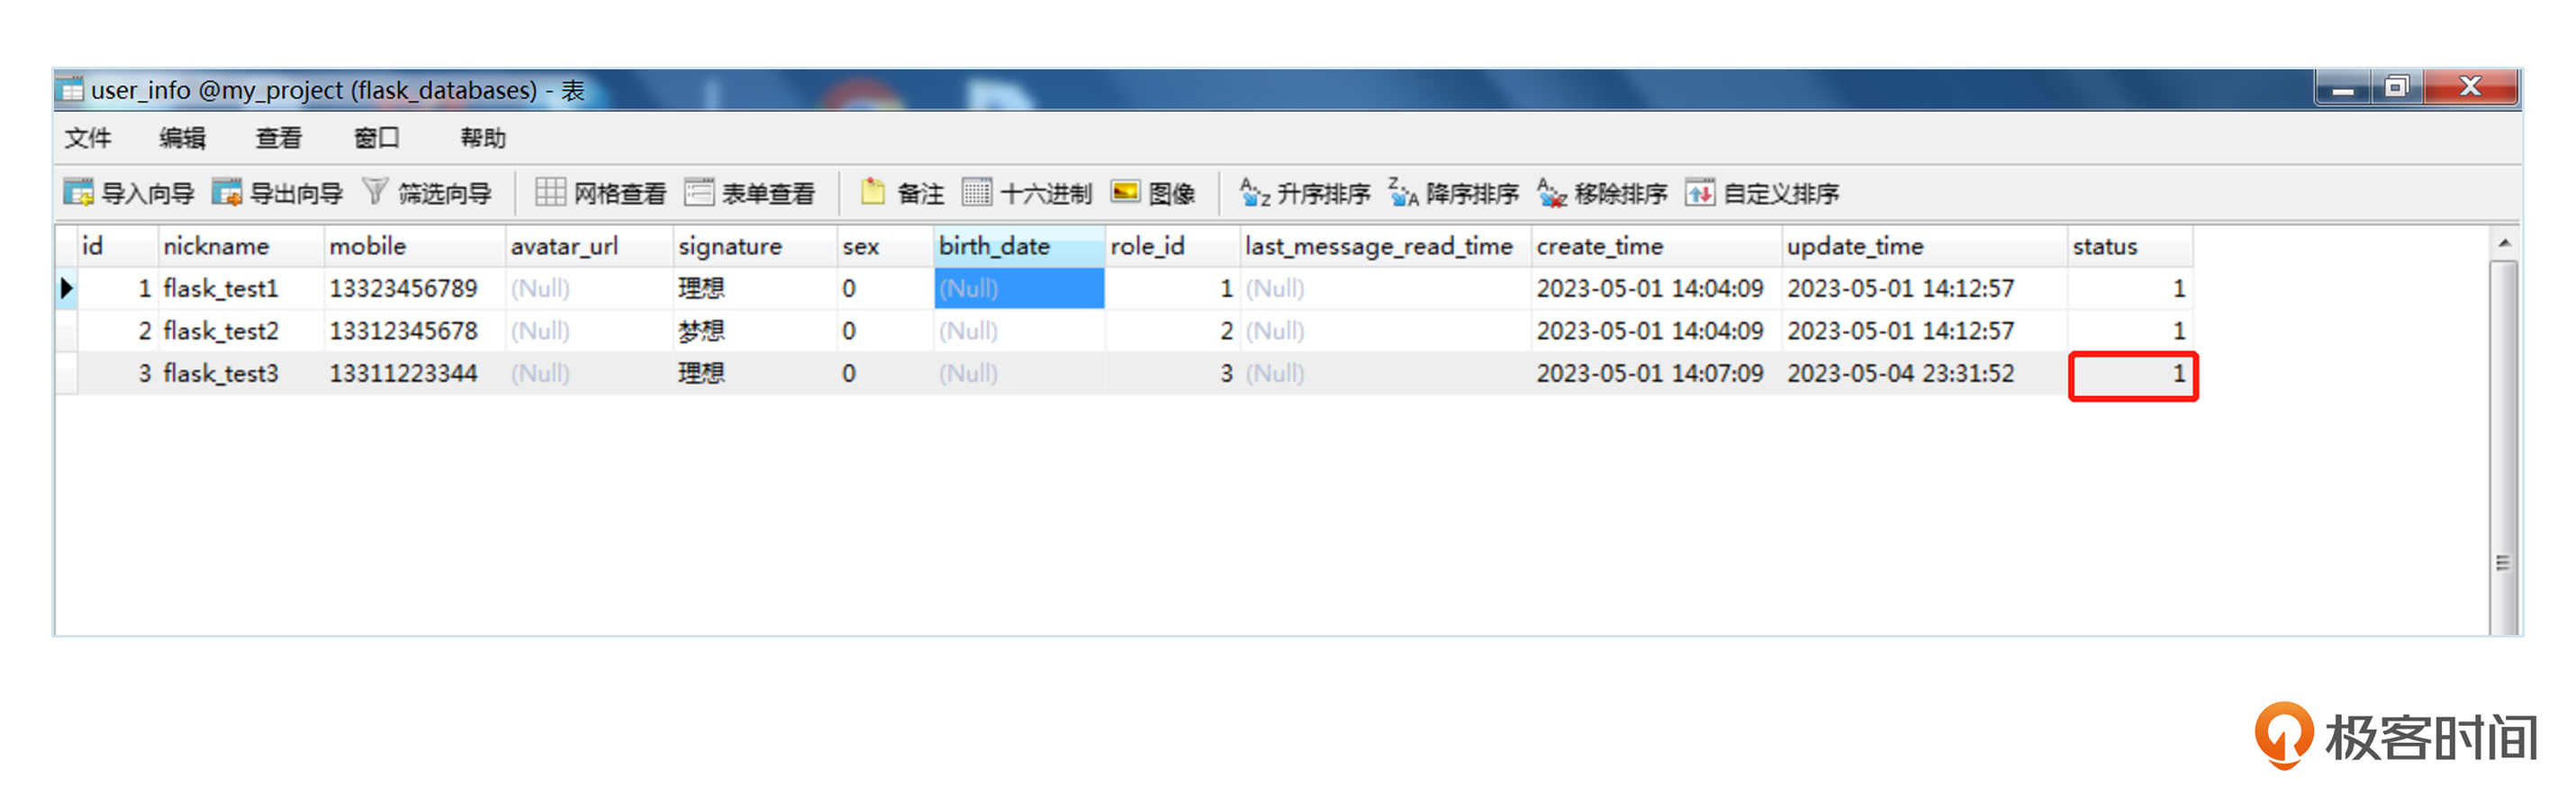 user_info @my_project (flask_databases) - 表
文件 编辑 查看 窗口 帮助
导入向导 导出向导 筛选向导 网格查看 表单查看 备注 十六进制 图像 升序排序 降序排序 移除排序 自定义排序
id nickname mobile avatar_url signature sex birth_date role_id last_message_read_time create_time update_time status
1 flask_test1 13323456789 (Null) 理想 0 (Null) 1 (Null) 2023-05-01 14:04:09 2023-05-01 14:12:57 1
2 flask_test2 13312345678 (Null) 梦想 0 (Null) 2 (Null) 2023-05-01 14:04:09 2023-05-01 14:12:57 1
3 flask_test3 13311223344 (Null) 理想 0 (Null) 3 (Null) 2023-05-01 14:07:09 2023-05-04 23:31:52 1
极客时间